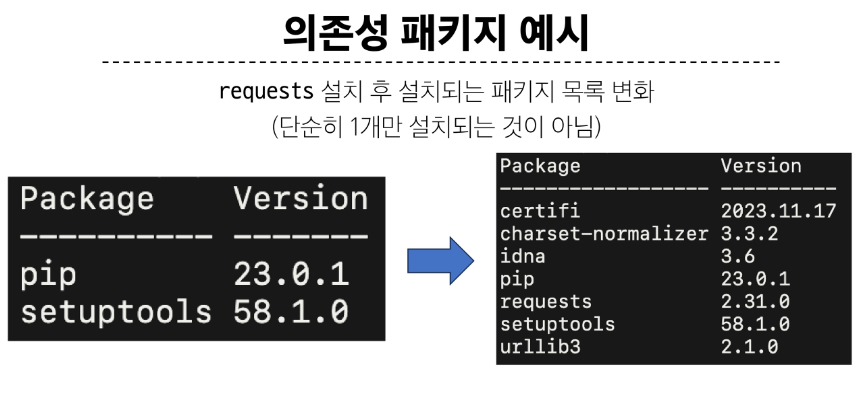 의존성 패키지 예시
requests 설치 후 설치되는 패키지 목록 변화
(단순히 1개만 설치되는 것이 아님)
Package Version
---------- -------
pip 23.0.1
setuptools 58.1.0
Package Version
------------------ ----------
certifi 2023.11.17
charset-normalizer 3.3.2
idna 3.6
pip 23.0.1
requests 2.31.0
setuptools 58.1.0
urllib3 2.1.0